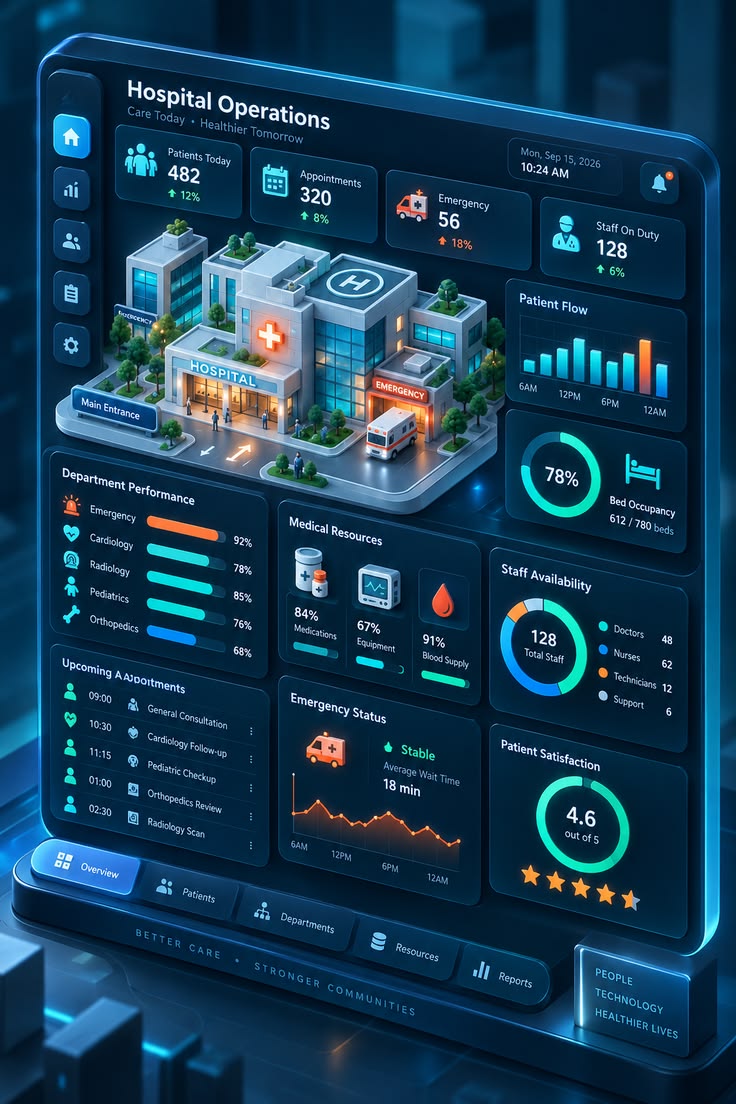 Hospital Operations
Care Today • Healthier Tomorrow
Mon, Sep 15, 2026
10:24 AM
Patients Today
482
12%
Appointments
320
8%
Emergency
56
18%
Staff On Duty
128
6%
EMERGENCY
HOSPITAL
EMERGENCY
Main Entrance
H
Patient Flow
6AM 12PM 6PM 12AM
78%
Bed Occupancy
612 / 780 beds
Department Performance
Emergency 92%
Cardiology 78%
Radiology 85%
Pediatrics 76%
Orthopedics 68%
Medical Resources
84%
Medications
67%
Equipment
91%
Blood Supply
Staff Availability
128
Total Staff
Doctors 48
Nurses 62
Technicians 12
Support 6
Upcoming Appointments
09:00 General Consultation
10:30 Cardiology Follow-up
11:15 Pediatric Checkup
01:00 Orthopedics Review
02:30 Radiology Scan
Emergency Status
Stable
Average Wait Time
18 min
6AM 12PM 6PM 12AM
Patient Satisfaction
4.6
out of 5
Overview
Patients
Departments
Resources
Reports
BETTER CARE • STRONGER COMMUNITIES
PEOPLE
TECHNOLOGY
HEALTHIER LIVES